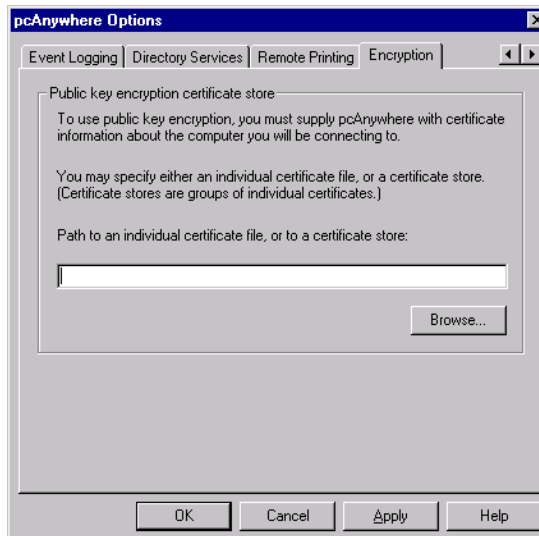 pcAnywhere Options
Event Logging Directory Services Remote Printing Encryption
Public key encryption certificate store
To use public key encryption, you must supply pcAnywhere with certificate
information about the computer you will be connecting to.
You may specify either an individual certificate file, or a certificate store.
(Certificate stores are groups of individual certificates.)
Path to an individual certificate file, or to a certificate store:
Browse...
OK Cancel Apply Help